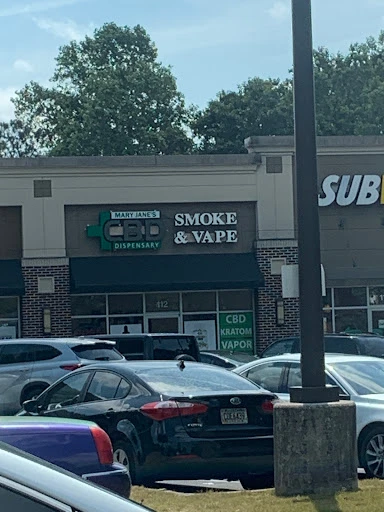 MARY JANE'S
CBD
DISPENSARY
SMOKE
& VAPE
SUB
412
CBD
KRATOM
VAPOR